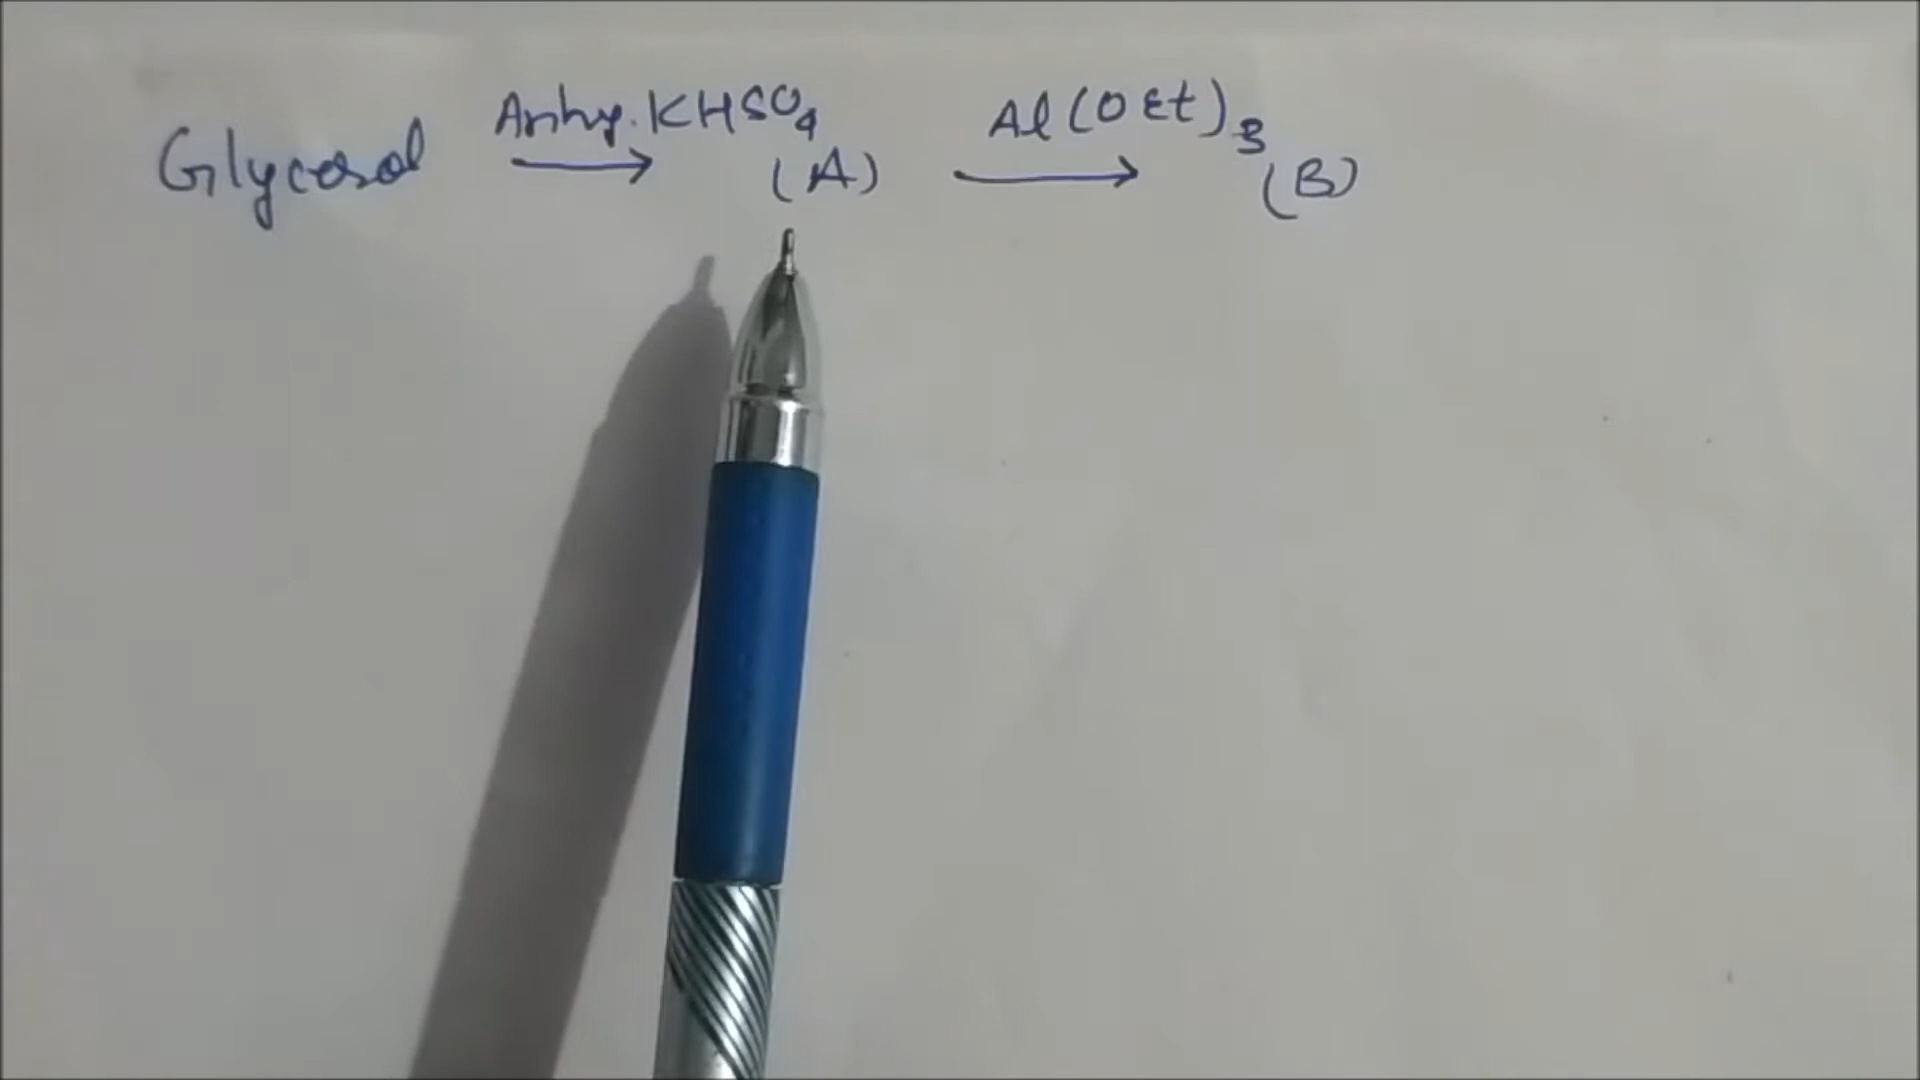 Glycerol Anhy. KHSO4 → (A) Al(OEt)3 → (B)